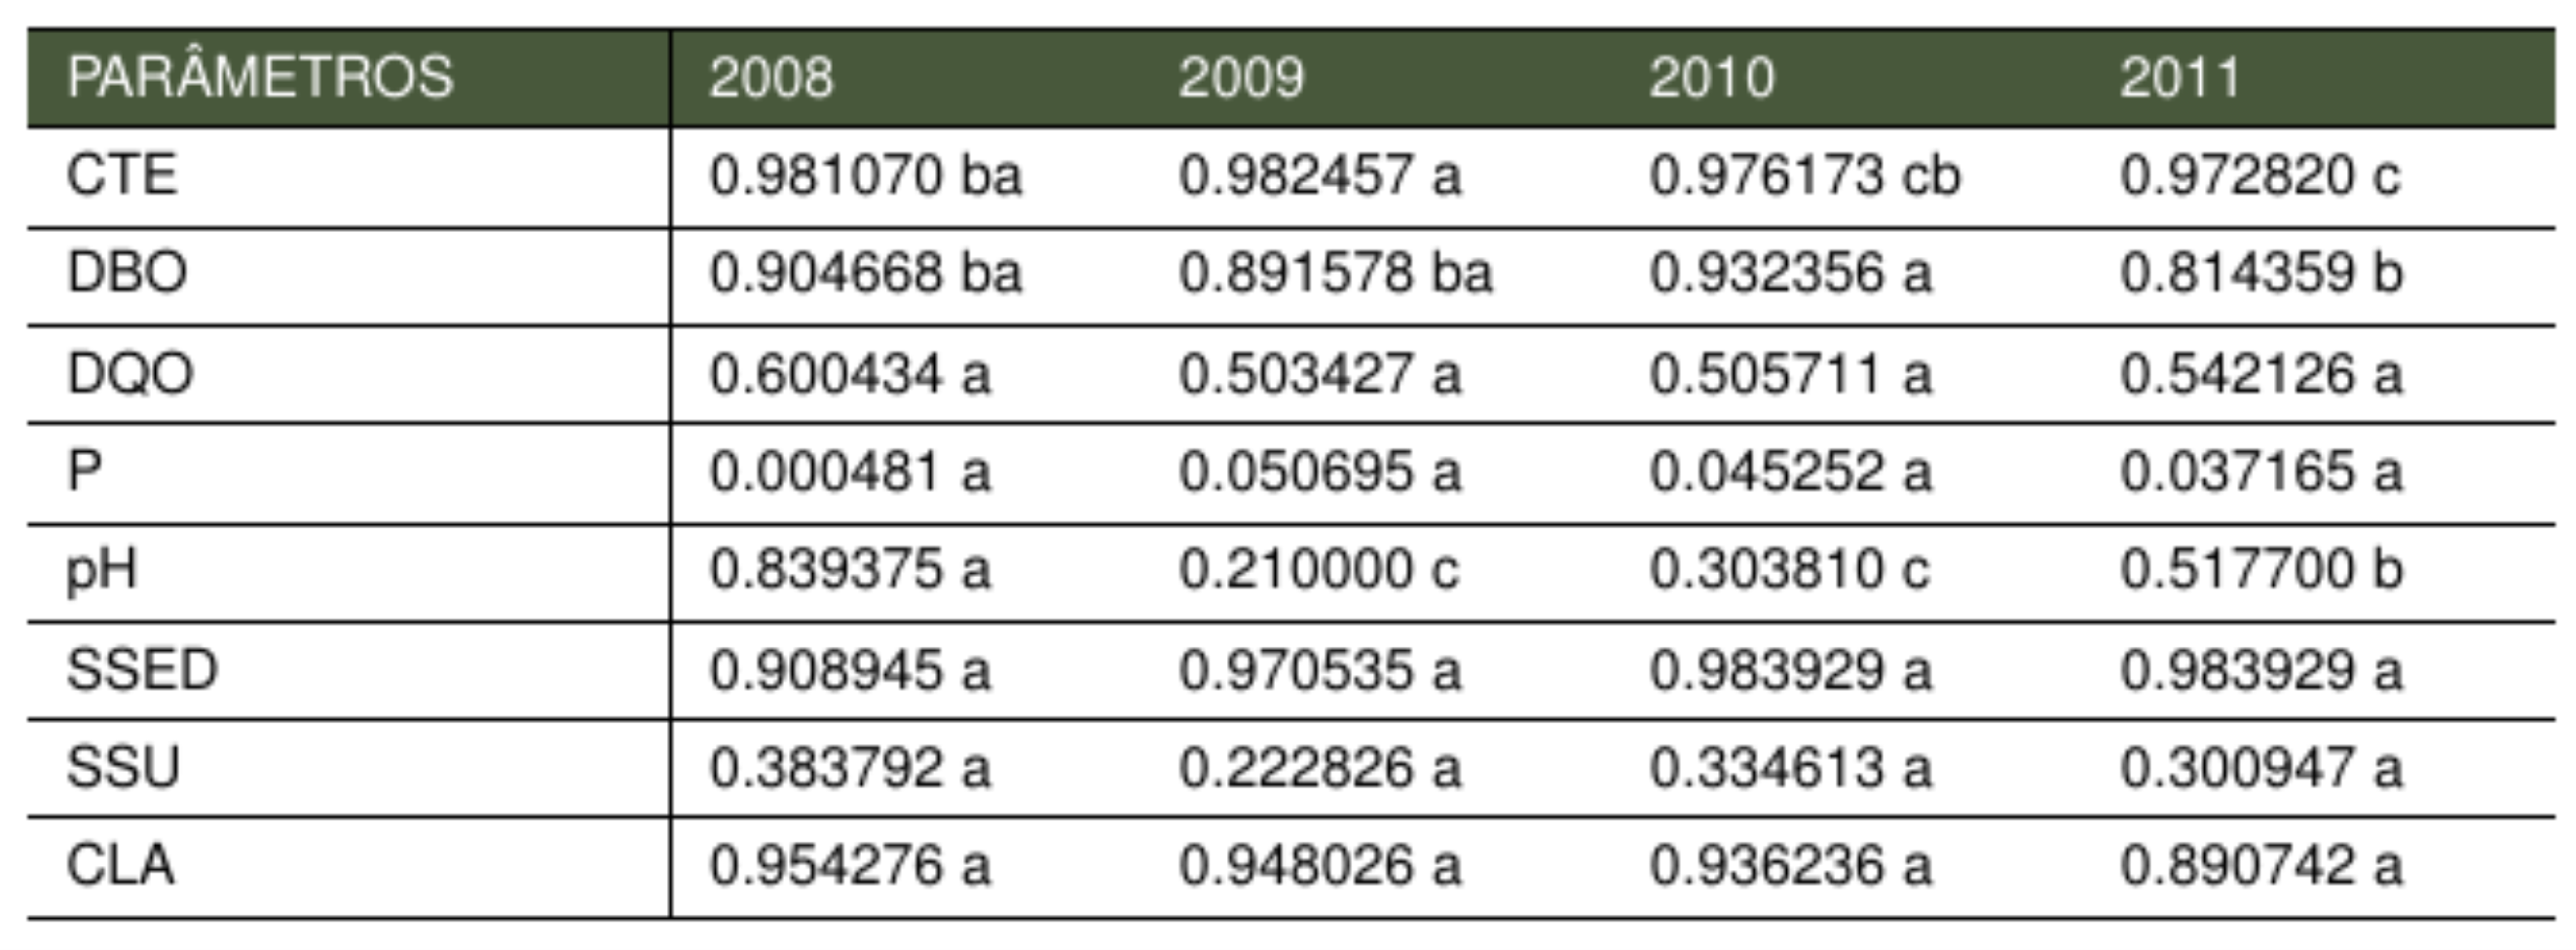 PARÂMETROS 2008 2009 2010 2011
CTE 0.981070 ba 0.982457 a 0.976173 cb 0.972820 c
DBO 0.904668 ba 0.891578 ba 0.932356 a 0.814359 b
DQO 0.600434 a 0.503427 a 0.505711 a 0.542126 a
P 0.000481 a 0.050695 a 0.045252 a 0.037165 a
pH 0.839375 a 0.210000 c 0.303810 c 0.517700 b
SSED 0.908945 a 0.970535 a 0.983929 a 0.983929 a
SSU 0.383792 a 0.222826 a 0.334613 a 0.300947 a
CLA 0.954276 a 0.948026 a 0.936236 a 0.890742 a